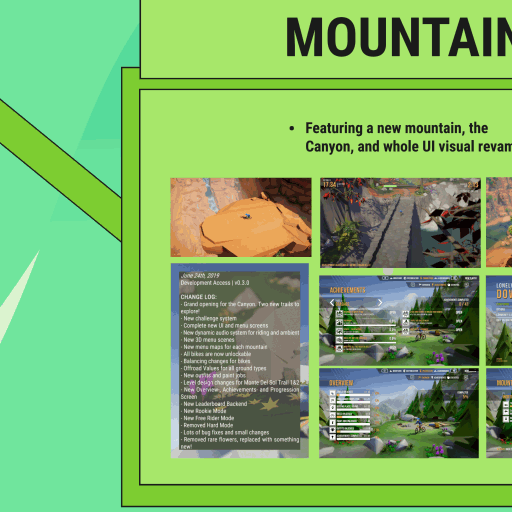 MOUNTAIN
• Featuring a new mountain, the
Canyon, and whole UI visual revam
June 24th, 2019
Development Access | v0.3.0
CHANGE LOG:
- Grand opening for the Canyon: Two new trails to
explore!
- New challenge system
- Complete new UI and menu screens
- New dynamic audio system for riding and ambient
- New 3D menu scenes
- New menu maps for each mountain
- All bikes are now unlockable
- Balancing changes for bikes
- Offroad Values for all ground types
- New outfits and paint jobs
- Level design changes for Monte Del Sol Trail 1&2
- New Overview-, Achievements- and Progression
Screen
- New Leaderboard Backend
- New Rookie Mode
- New Free Rider Mode
- Removed Hard Mode
- Lots of bug fixes and small changes
- Removed rare flowers, replaced with something
new!
ACHIEVEMENTS
LONEL
DOW
OVERVIEW
MOUN